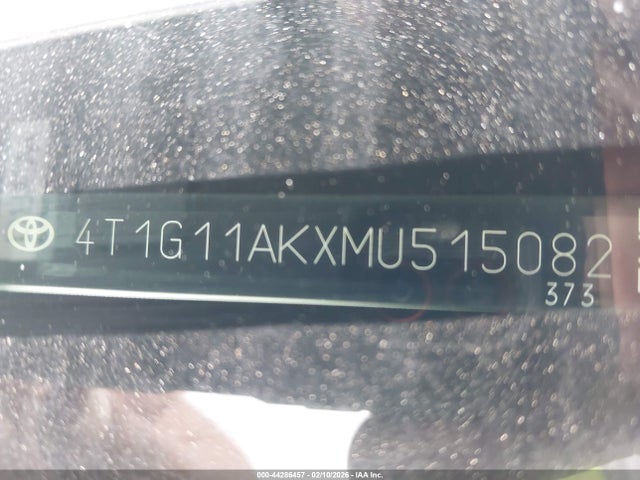 4T1G11AKXMU515082
373
000-44286457 - 02/10/2026 - IAA Inc.